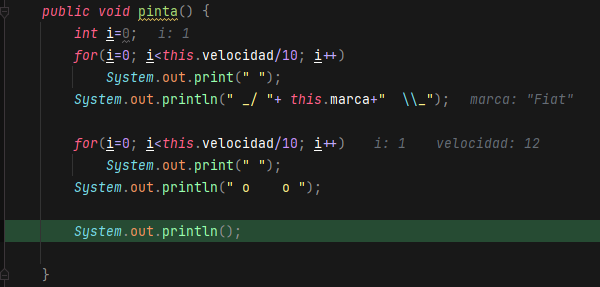 public void pinta() {
int i=0;   i: 1
for(i=0; i<this.velocidad/10; i++)
System.out.print(" ");
System.out.println(" _/ "+ this.marca+"  \\_");   marca: "Fiat"
for(i=0; i<this.velocidad/10; i++)   i: 1   velocidad: 12
System.out.print(" ");
System.out.println(" o    o ");
System.out.println();
}